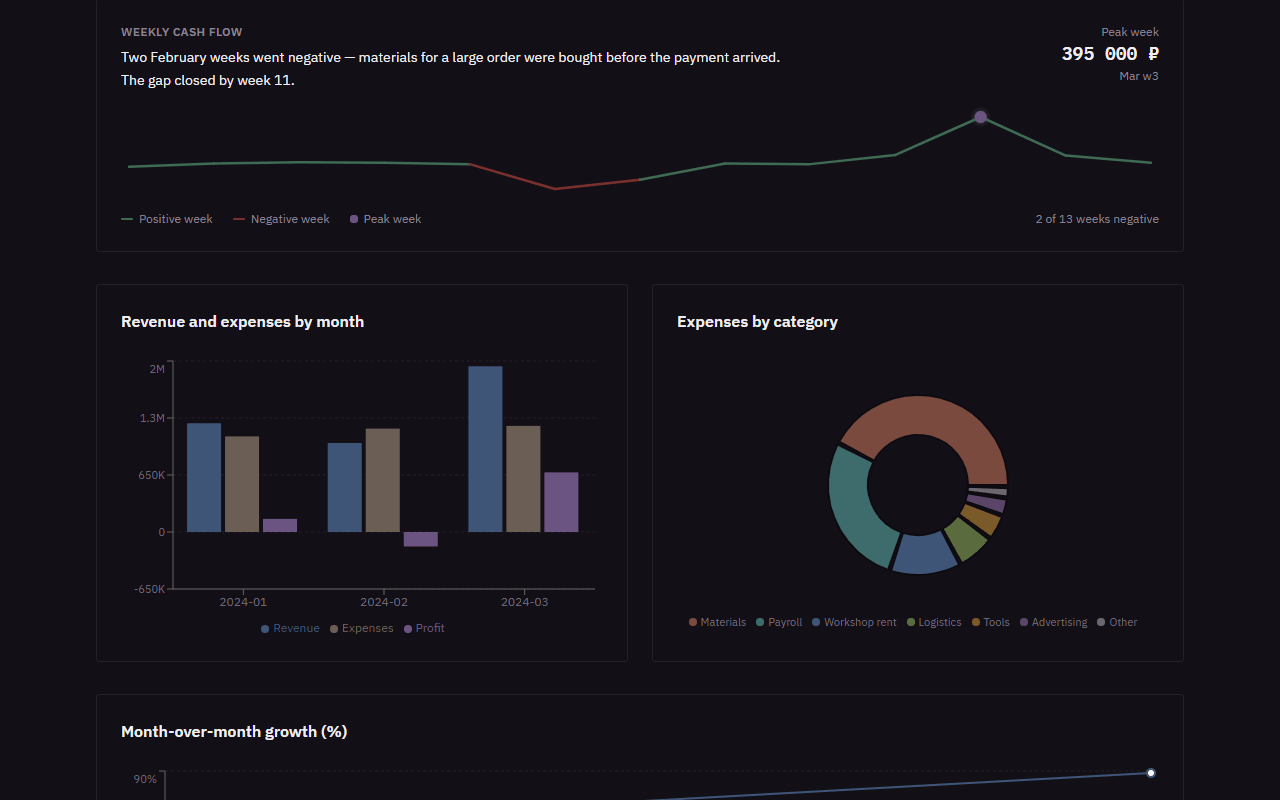 WEEKLY CASH FLOW
Two February weeks went negative — materials for a large order were bought before the payment arrived.
The gap closed by week 11.
Peak week
395 000 ₽
Mar w3
Positive week
Negative week
Peak week
2 of 13 weeks negative
Revenue and expenses by month
2M
1.3M
650K
0
-650K
2024-01
2024-02
2024-03
Revenue
Expenses
Profit
Expenses by category
Materials
Payroll
Workshop rent
Logistics
Tools
Advertising
Other
Month-over-month growth (%)
90%